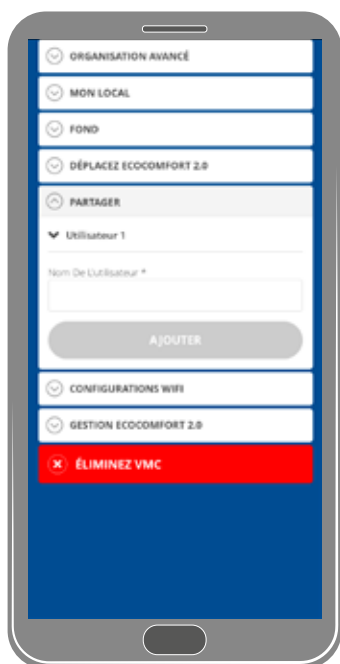 ORGANISATION AVANCÉ
MON LOCAL
FOND
DÉPLACEZ ECOCOMFORT 2.0
PARTAGER
Utilisateur 1
Nom De L'utilisateur *
AJOUTER
CONFIGURATIONS WIFI
GESTION ECOCOMFORT 2.0
ÉLIMINEZ VMC